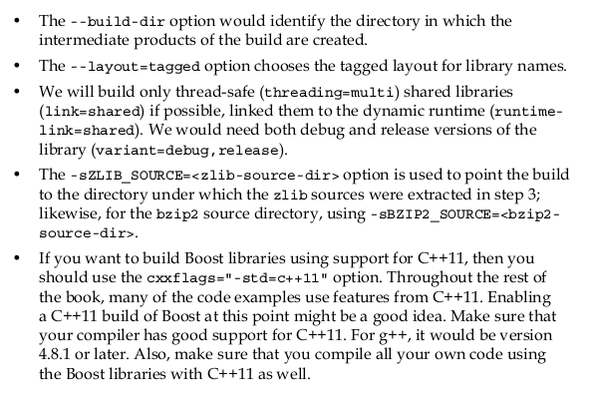 • The --build-dir option would identify the directory in which the
intermediate products of the build are created.
• The --layout=tagged option chooses the tagged layout for library names.
• We will build only thread-safe (threading=multi) shared libraries
(link=shared) if possible, linked them to the dynamic runtime (runtime-
link=shared). We would need both debug and release versions of the
library (variant=debug,release).
• The -sZLIB_SOURCE=<zlib-source-dir> option is used to point the build
to the directory under which the zlib sources were extracted in step 3;
likewise, for the bzip2 source directory, using -sBZIP2_SOURCE=<bzip2-
source-dir>.
• If you want to build Boost libraries using support for C++11, then you
should use the cxxflags="-std=c++11" option. Throughout the rest of
the book, many of the code examples use features from C++11. Enabling
a C++11 build of Boost at this point might be a good idea. Make sure that
your compiler has good support for C++11. For g++, it would be version
4.8.1 or later. Also, make sure that you compile all your own code using
the Boost libraries with C++11 as well.